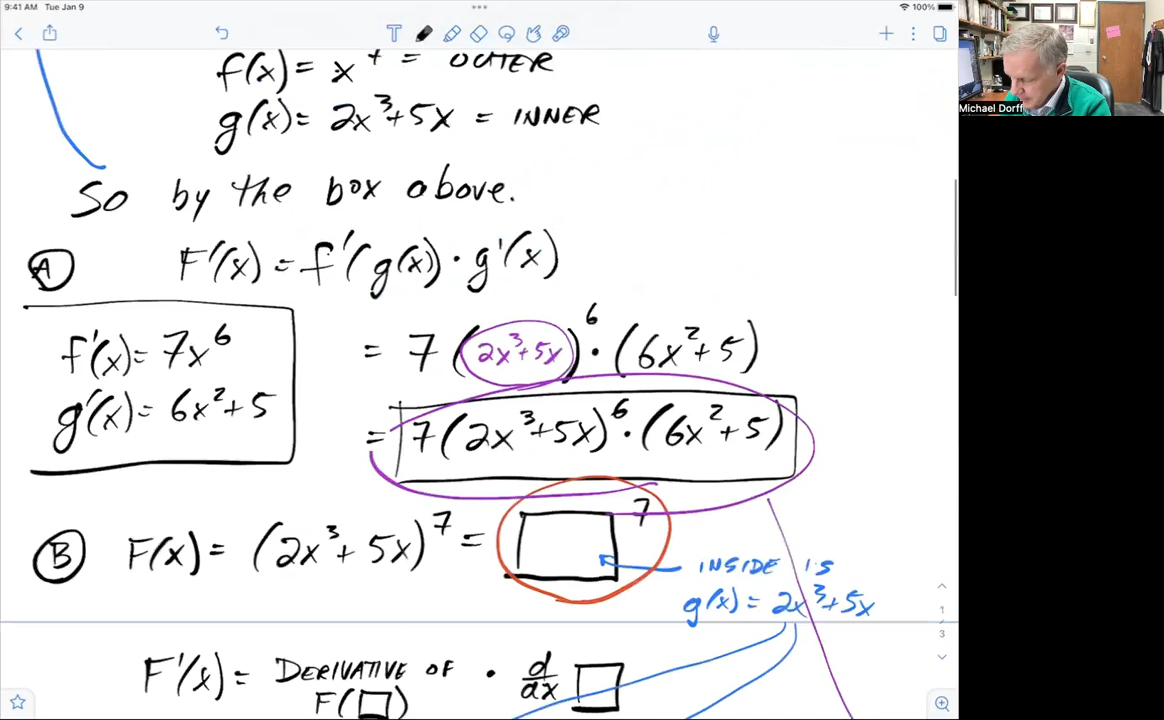 9:41 AM Tue Jan 9
100%
f(x) = x = OUTER
g(x) = 2x³+5x = INNER
So by the box above.
A F'(x) = f'(g(x)) · g'(x)
f'(x) = 7x⁶
g'(x) = 6x²+5
= 7(2x³+5x)⁶ · (6x²+5)
= 7(2x³+5x)⁶ · (6x²+5)
B F(x) = (2x³+5x)⁷ = □⁷
INSIDE IS
g(x) = 2x³+5x
F'(x) = DERIVATIVE OF · d/dx □
F(□)
Michael Dorff
1
3